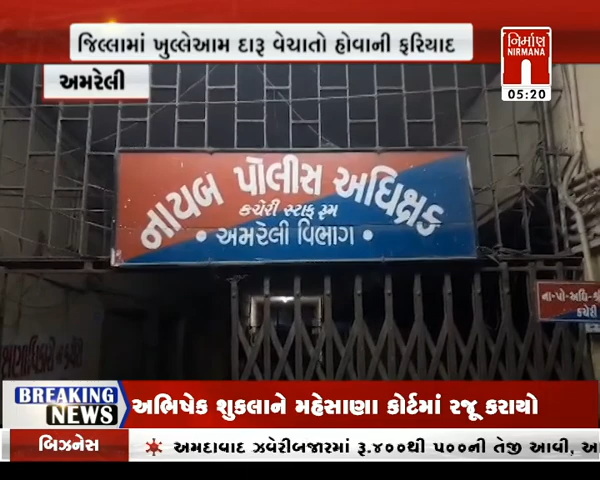 જિલ્લામાં ખુલ્લેઆમ દારૂ વેચાતો હોવાની ફરિયાદ
નિર્માણ
NIRMANA
05:20
અમરેલી
નાયબ પોલીસ અધિક્ષક
કચેરી સ્ટાફ રૂમ
• અમરેલી વિભાગ •
ના-પો-અધિ-શ્રી
કચેરી
BREAKING NEWS
અભિષેક શુક્લાને મહેસાણા કોર્ટમાં રજૂ કરાયો
બિઝનેસ
અમદાવાદ ઝવેરીબજારમાં રૂ.૪૦૦થી ૫૦૦ની તેજી આવી, અ